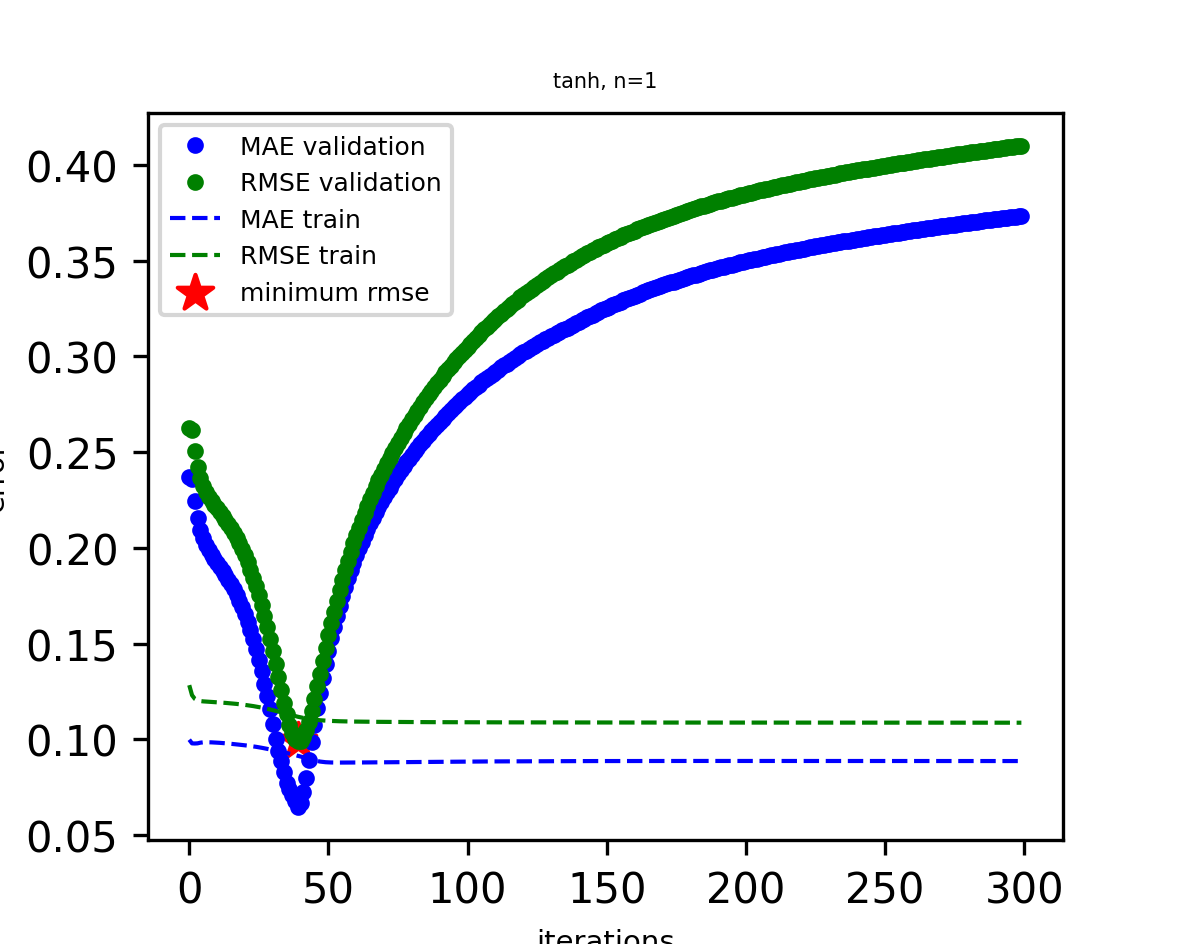 tanh, n=1
MAE validation
RMSE validation
MAE train
RMSE train
minimum rmse
0.40
0.35
0.30
0.25
0.20
0.15
0.10
0.05
0 50 100 150 200 250 300
iterations